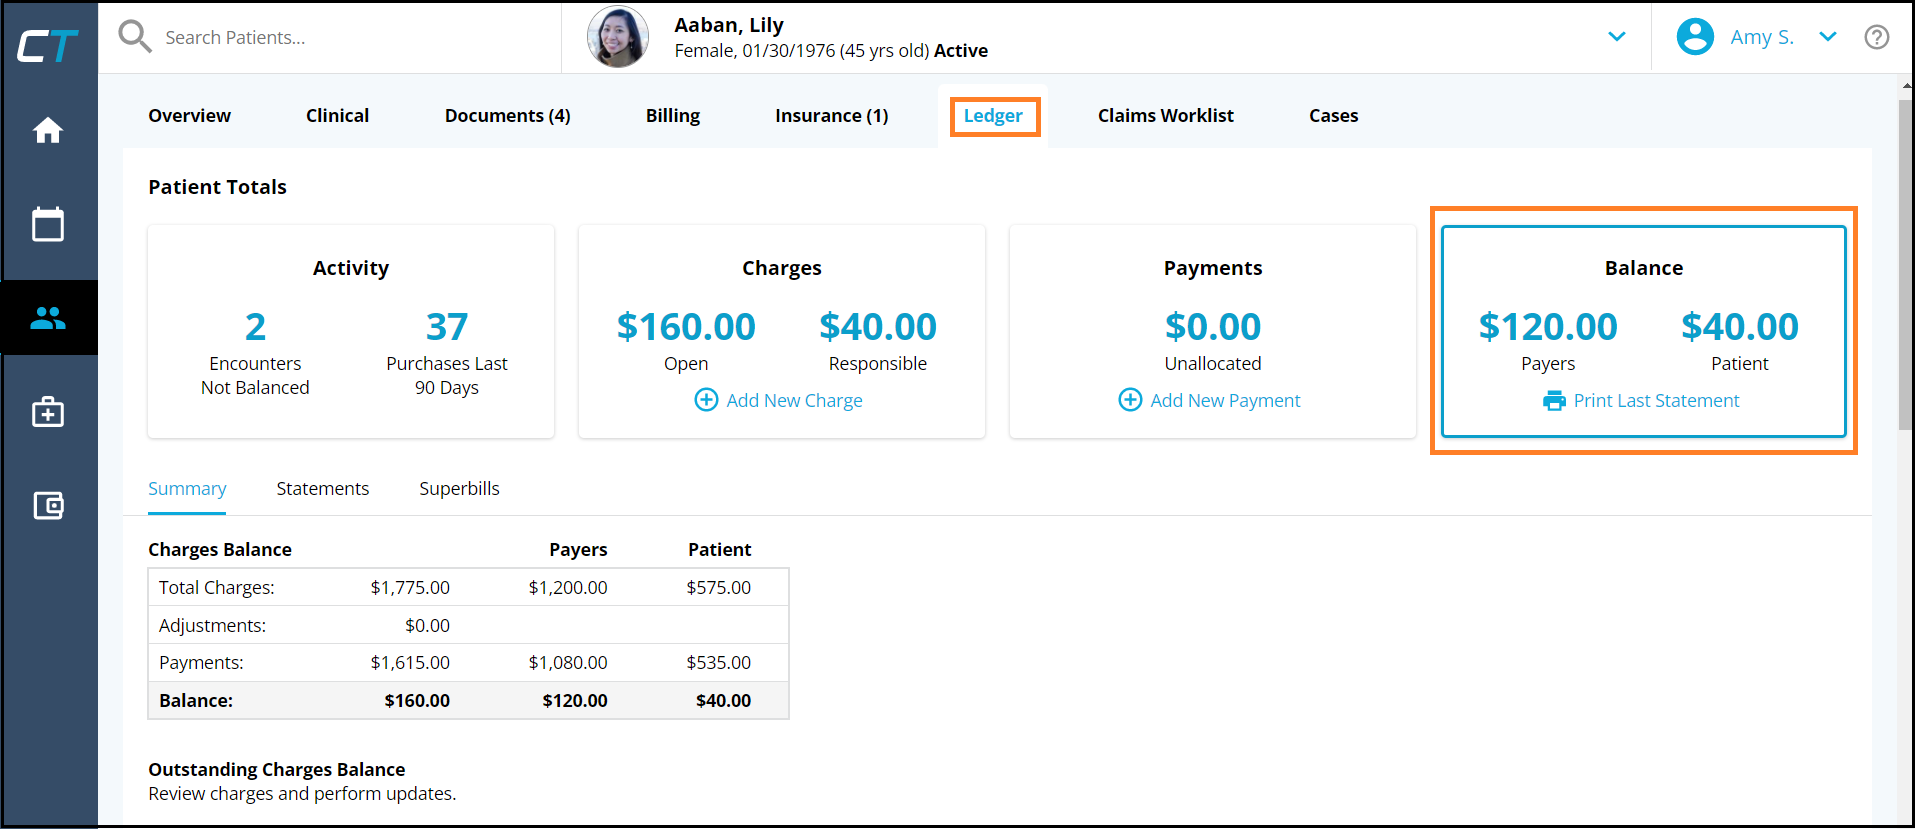 CT
Search Patients...
Aaban, Lily
Female, 01/30/1976 (45 yrs old) Active
Amy S.
?
Overview Clinical Documents (4) Billing Insurance (1) Ledger Claims Worklist Cases
Patient Totals
Activity
2 37
Encounters Purchases Last
Not Balanced 90 Days
Charges
$160.00 $40.00
Open Responsible
Add New Charge
Payments
$0.00
Unallocated
Add New Payment
Balance
$120.00 $40.00
Payers Patient
Print Last Statement
Summary Statements Superbills
Charges Balance Payers Patient
Total Charges: $1,775.00 $1,200.00 $575.00
Adjustments: $0.00
Payments: $1,615.00 $1,080.00 $535.00
Balance: $160.00 $120.00 $40.00
Outstanding Charges Balance
Review charges and perform updates.